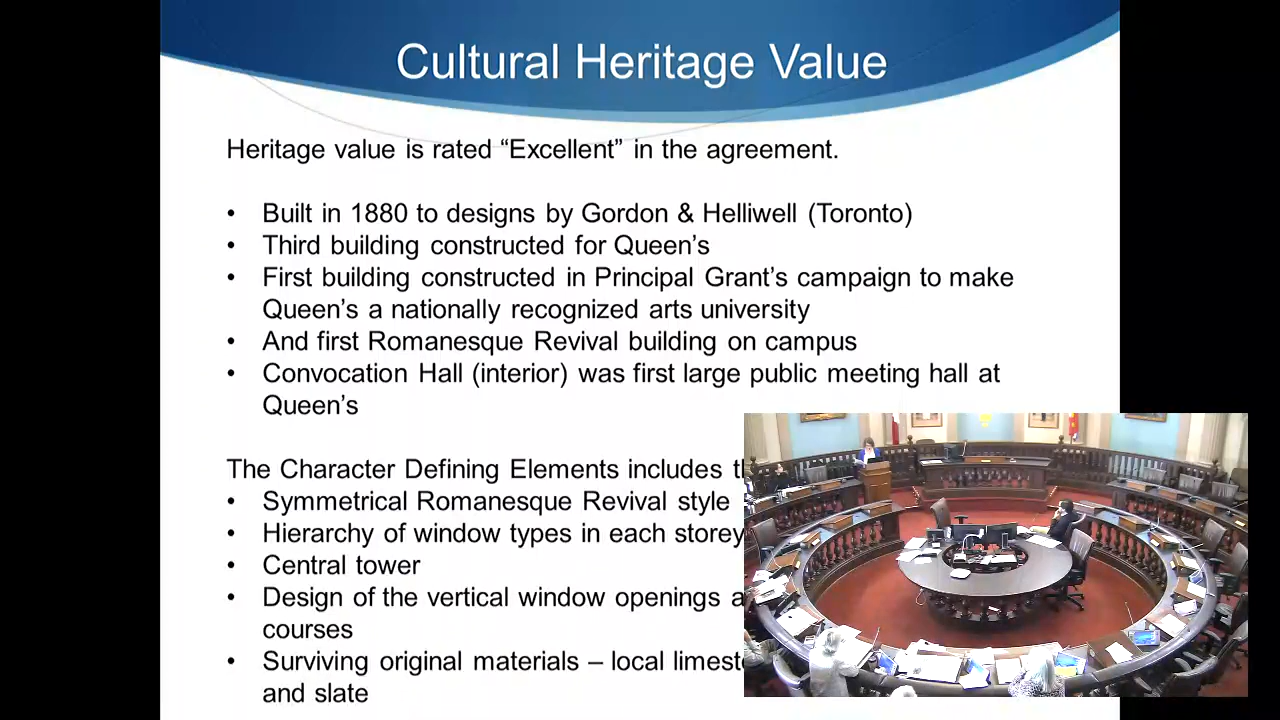 Cultural Heritage Value
Heritage value is rated “Excellent” in the agreement.
• Built in 1880 to designs by Gordon & Helliwell (Toronto)
• Third building constructed for Queen’s
• First building constructed in Principal Grant’s campaign to make
Queen’s a nationally recognized arts university
• And first Romanesque Revival building on campus
• Convocation Hall (interior) was first large public meeting hall at
Queen’s
The Character Defining Elements includes
• Symmetrical Romanesque Revival style
• Hierarchy of window types in each storey
• Central tower
• Design of the vertical window openings
courses
• Surviving original materials – local
and slate